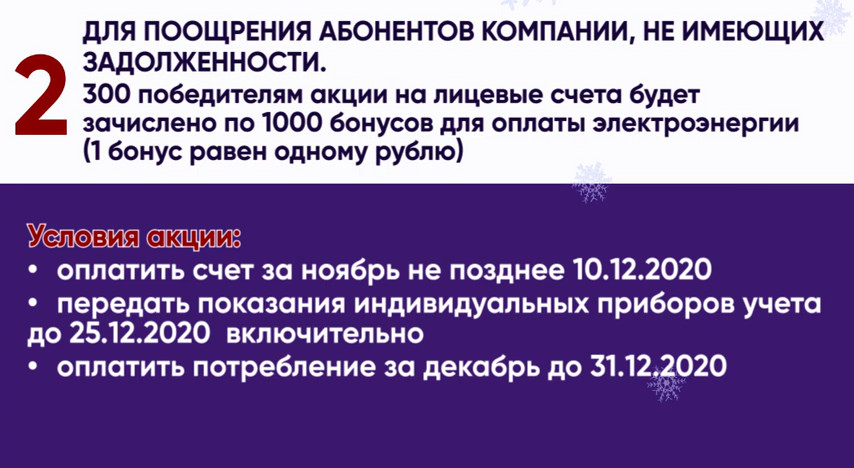 2
ДЛЯ ПООЩРЕНИЯ АБОНЕНТОВ КОМПАНИИ, НЕ ИМЕЮЩИХ
ЗАДОЛЖЕННОСТИ.
300 победителям акции на лицевые счета будет
зачислено по 1000 бонусов для оплаты электроэнергии
(1 бонус равен одному рублю)
Условия акции:
• оплатить счет за ноябрь не позднее 10.12.2020
• передать показания индивидуальных приборов учета
до 25.12.2020 включительно
• оплатить потребление за декабрь до 31.12.2020